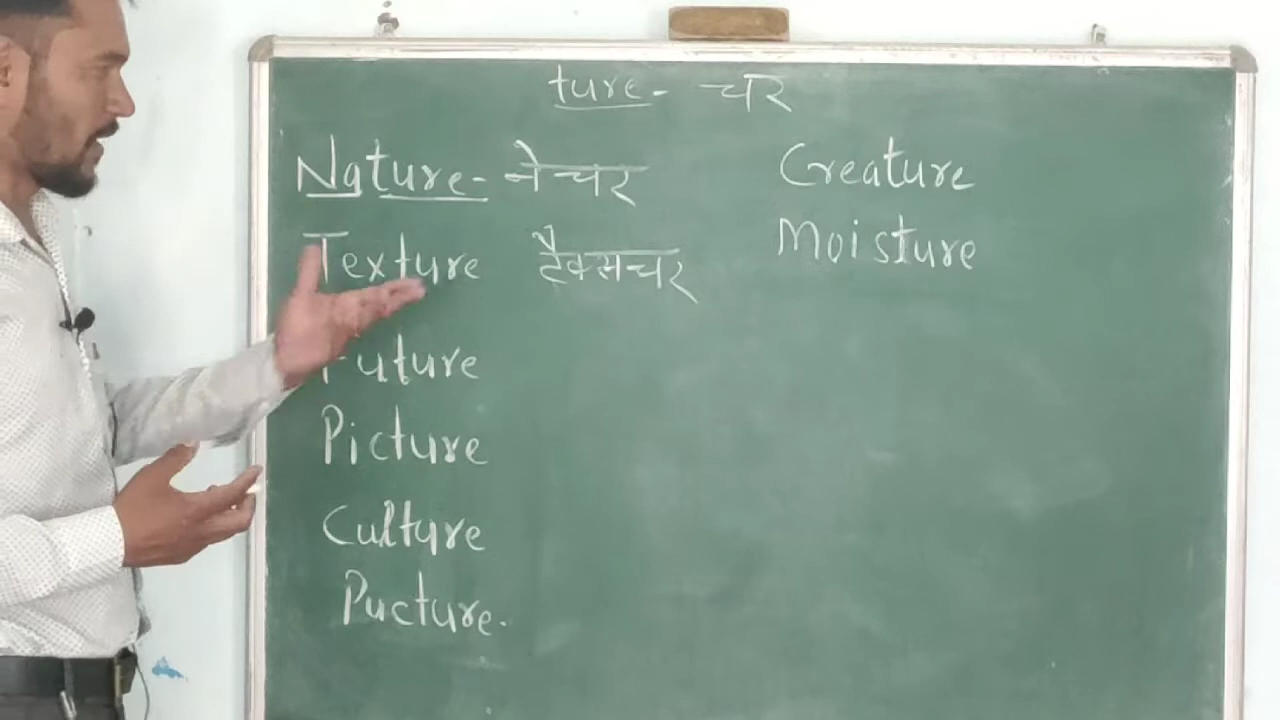 ture - चर
Nature - नेचर
Texture टैक्सचर
Future
Picture
Culture
Pucture.
Creature
Moisture